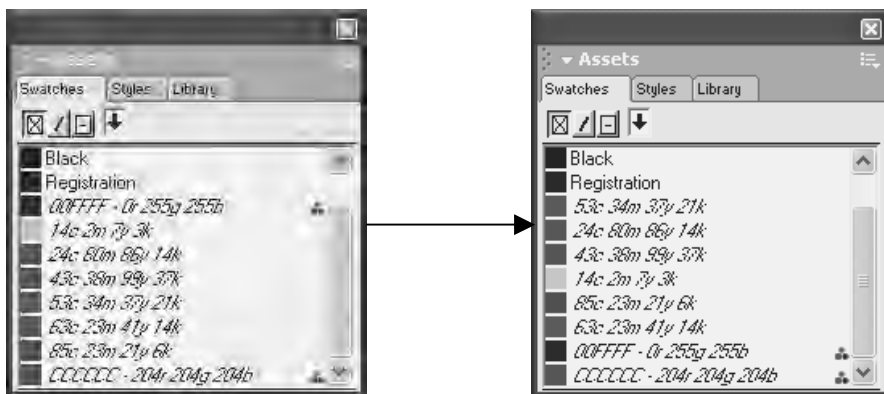 Swatches Styles Library
Black
Registration
00FFFF - 0r 255g 255b
14c 2m 7y 3k
24c 80m 86y 14k
43c 38m 99y 37k
53c 34m 37y 21k
63c 23m 41y 14k
85c 23m 21y 6k
CCCCCC - 204r 204g 204b
Assets
Swatches Styles Library
Black
Registration
53c 34m 37y 21k
24c 80m 86y 14k
43c 38m 99y 37k
14c 2m 7y 3k
85c 23m 21y 6k
63c 23m 41y 14k
00FFFF - 0r 255g 255b
CCCCCC - 204r 204g 204b